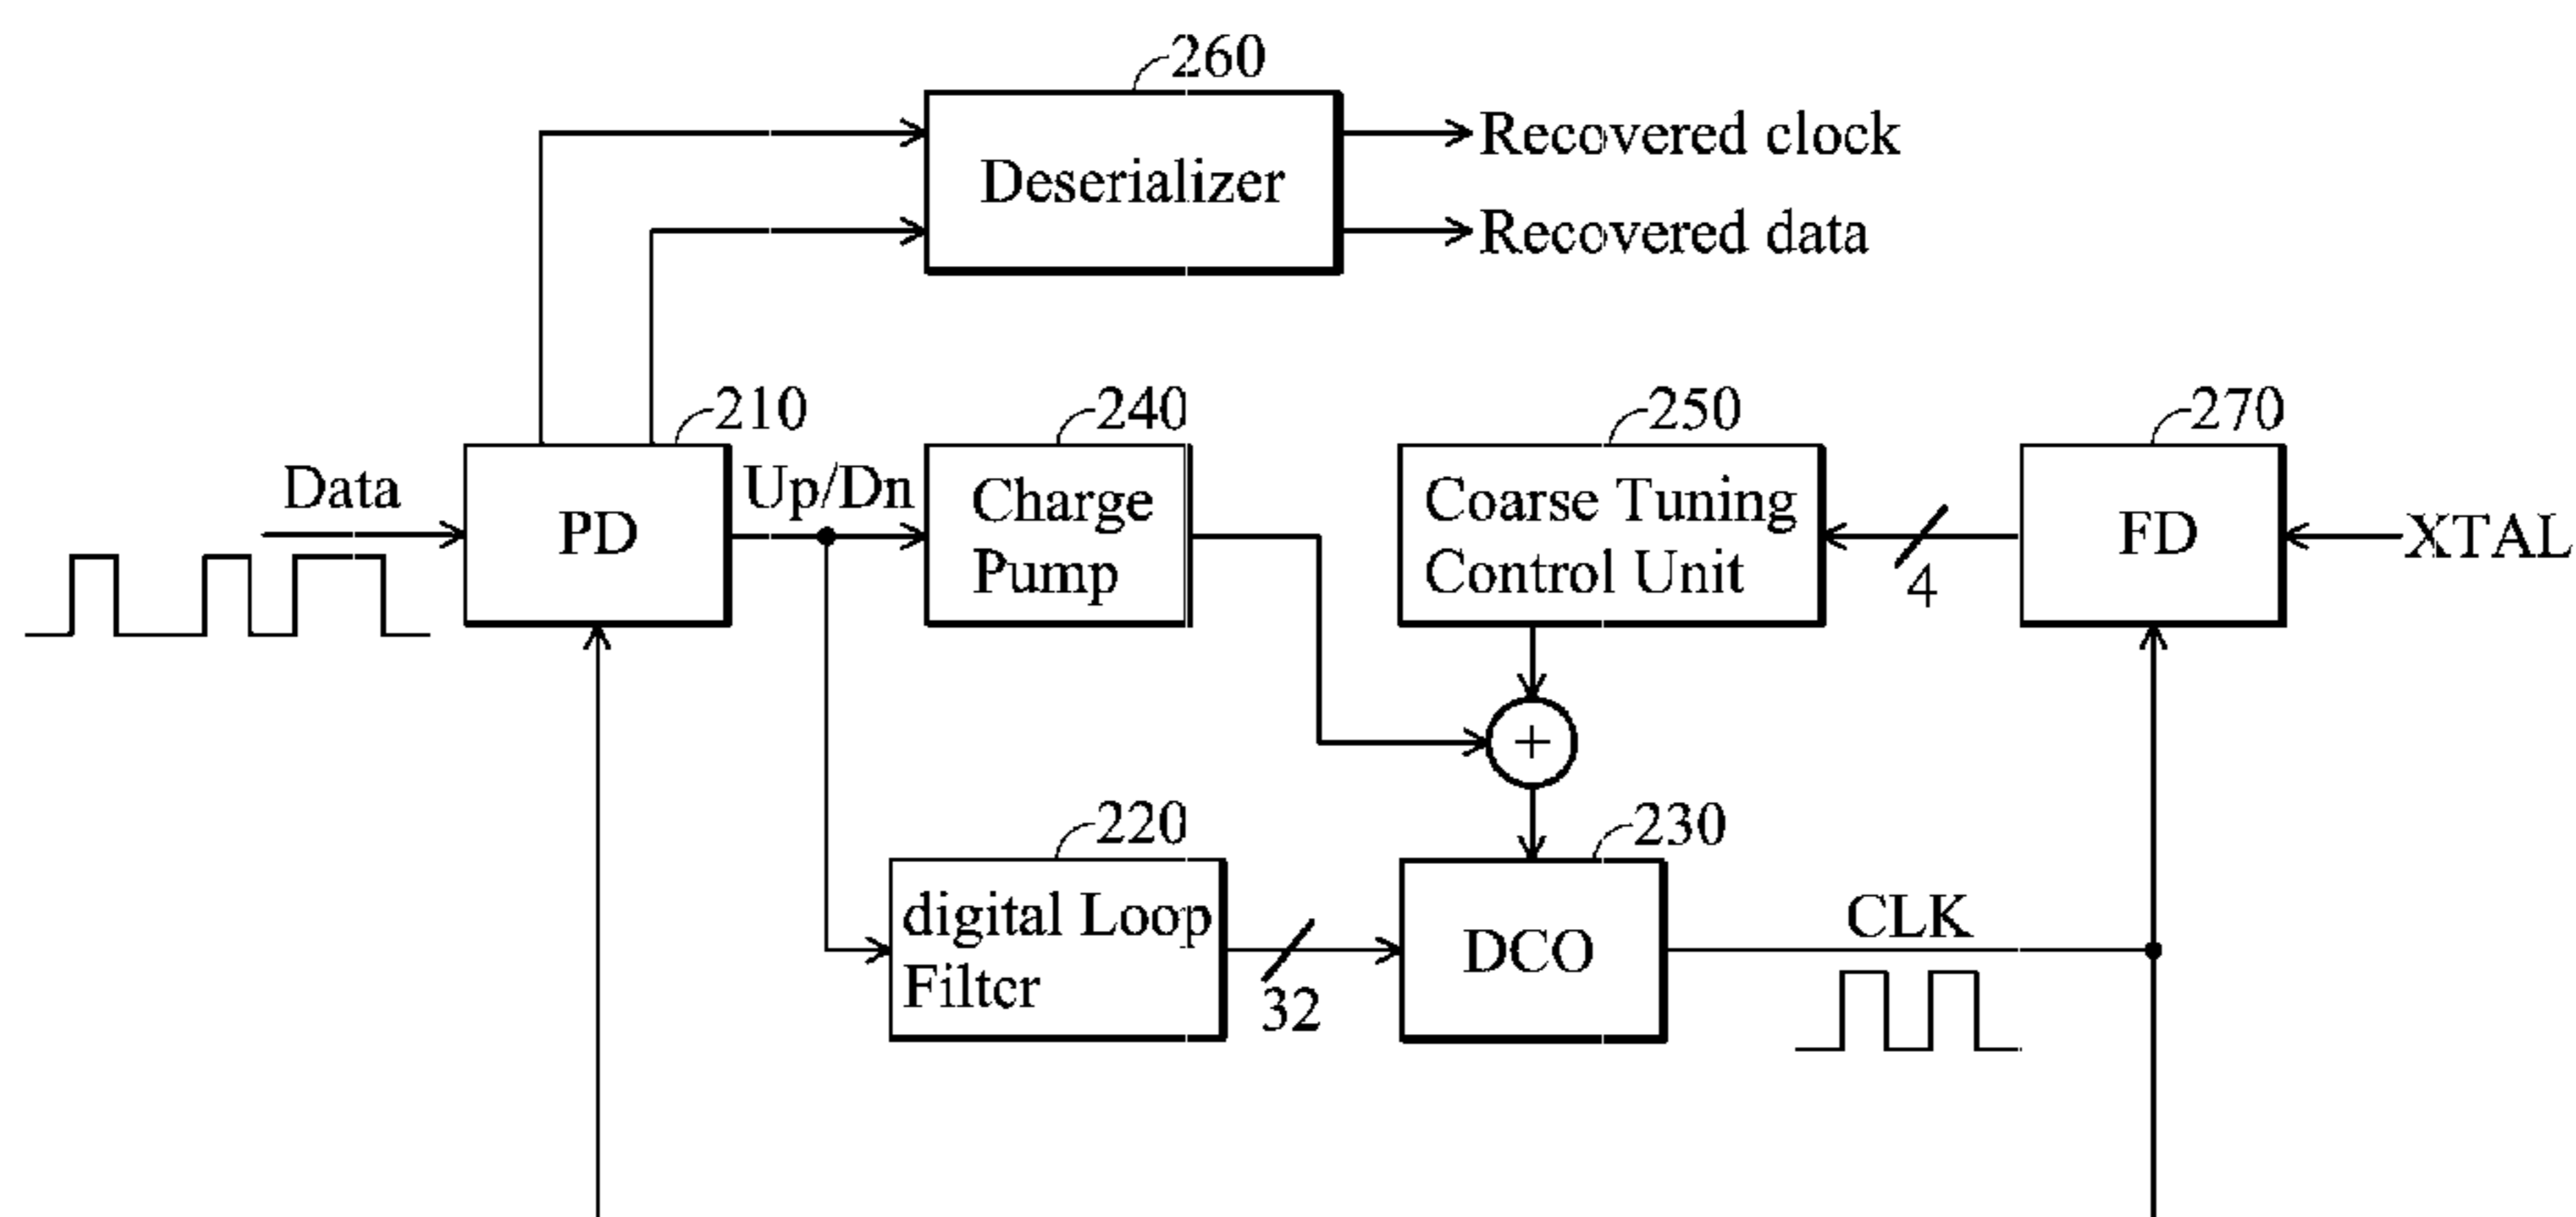 260
Deserializer
Recovered clock
Recovered data
210
240
250
270
Data
PD
Up/Dn
Charge
Pump
Coarse Tuning
Control Unit
4
FD
XTAL
+
220
230
digital Loop
Filter
32
DCO
CLK